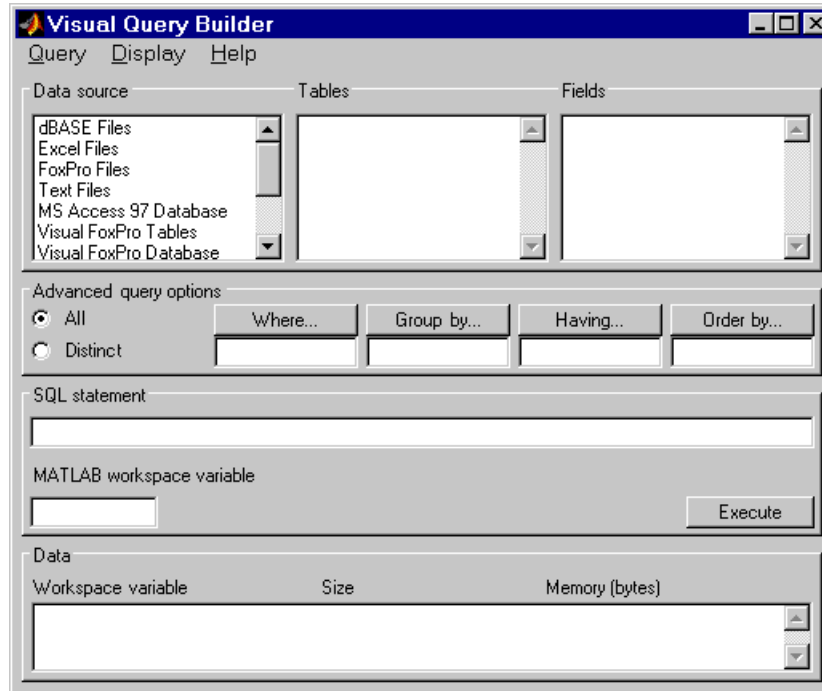 Visual Query Builder
Query Display Help
Data source Tables Fields
dBASE Files
Excel Files
FoxPro Files
Text Files
MS Access 97 Database
Visual FoxPro Tables
Visual FoxPro Database
Advanced query options
All Where... Group by... Having... Order by...
Distinct
SQL statement
MATLAB workspace variable
Execute
Data
Workspace variable Size Memory (bytes)